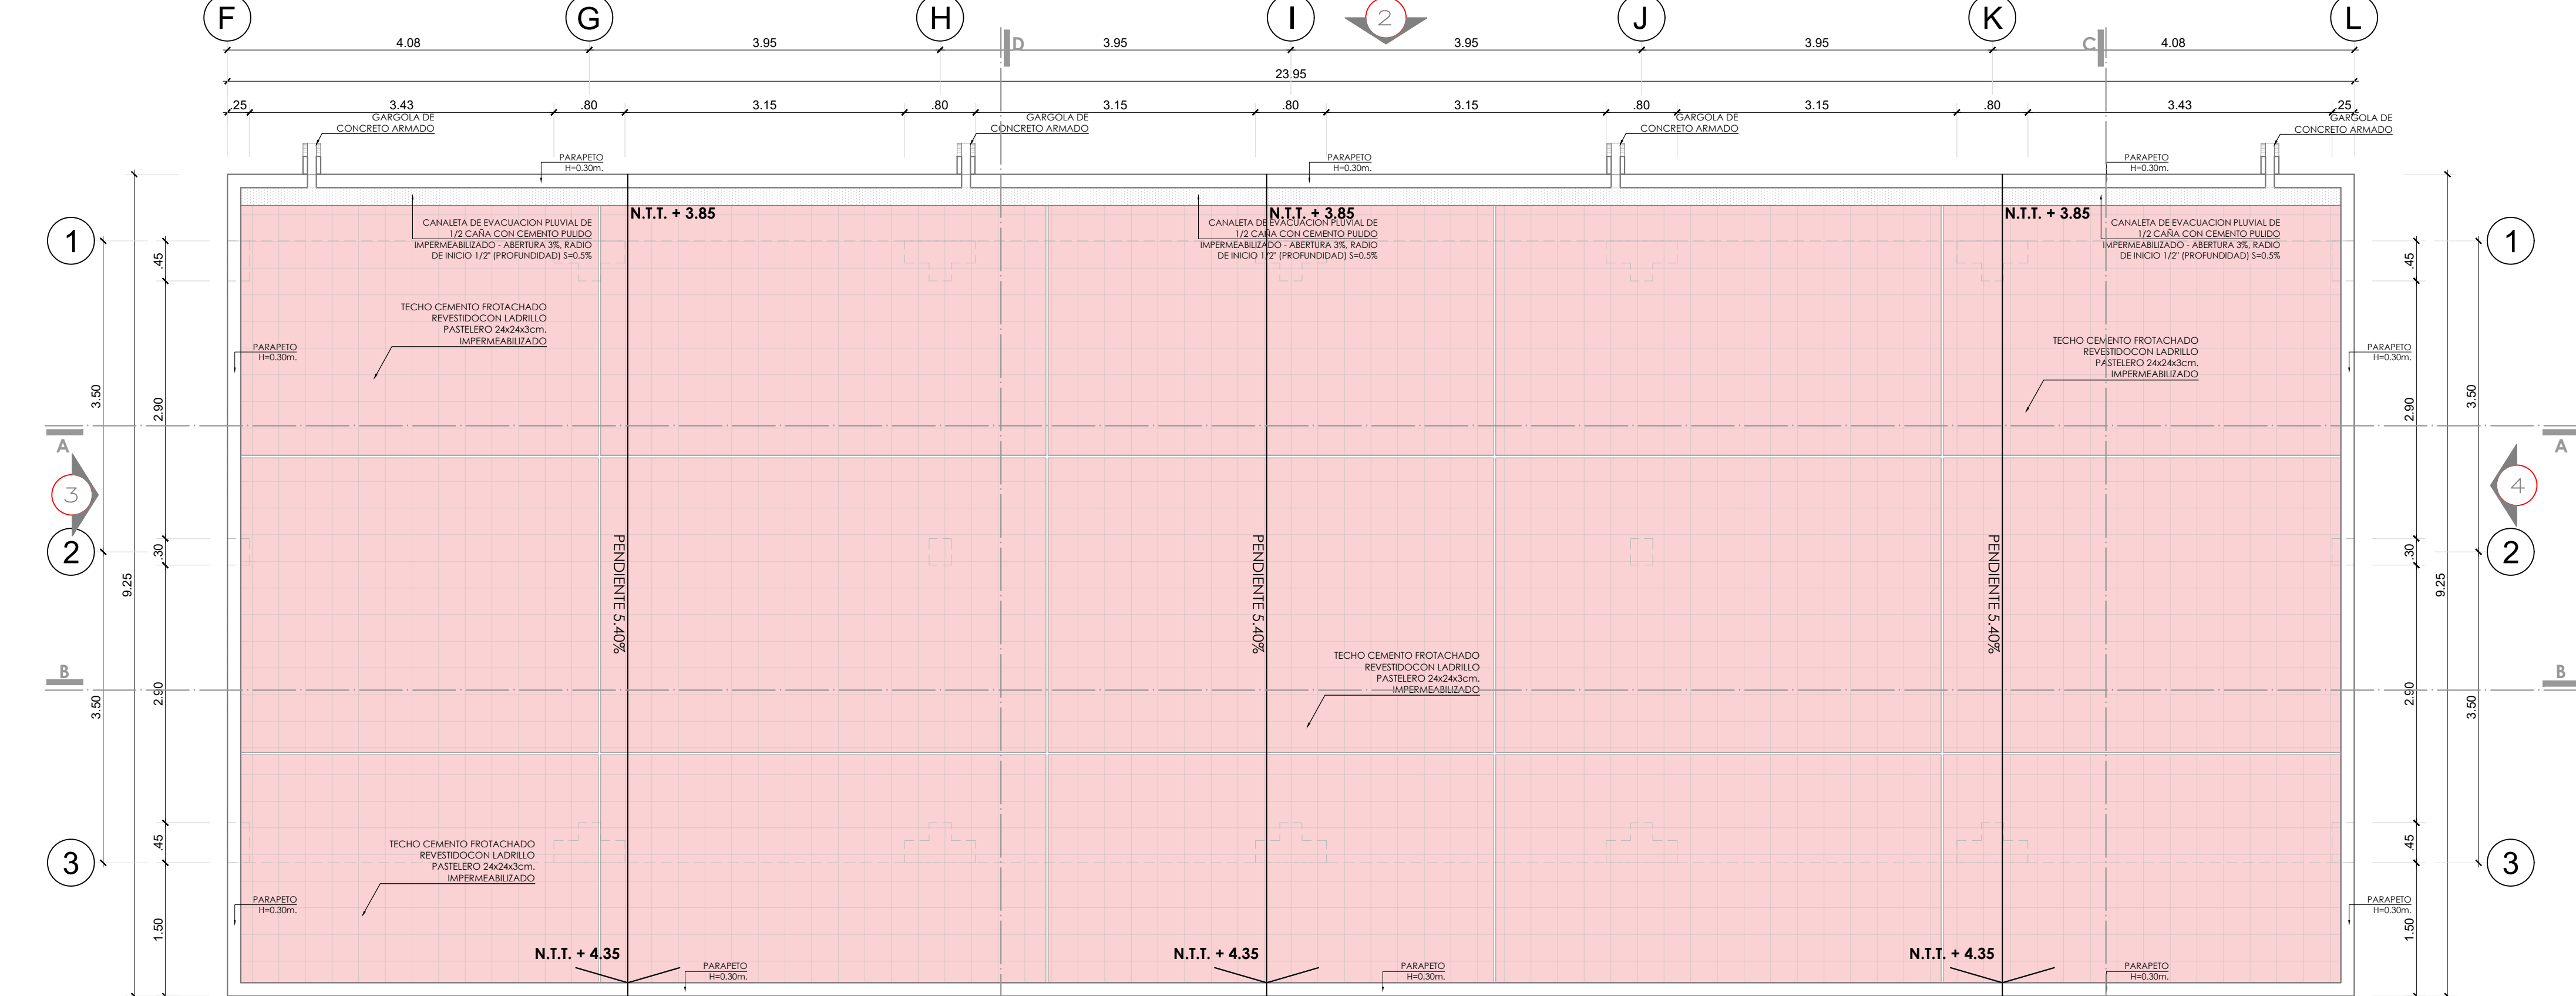 F G H I 2 J K L
4.08 3.95 D 3.95 3.95 3.95 C 4.08
23.95
.25 3.43 .80 3.15 .80 3.15 .80 3.15 .80 3.15 .80 3.43 .25
GARGOLA DE
CONCRETO ARMADO
GARGOLA DE
CONCRETO ARMADO
GARGOLA DE
CONCRETO ARMADO
GARGOLA DE
CONCRETO ARMADO
PARAPETO
H=0.30m.
PARAPETO
H=0.30m.
PARAPETO
H=0.30m.
N.T.T. + 3.85
N.T.T. + 3.85
N.T.T. + 3.85
CANALETA DE EVACUACION PLUVIAL DE
1/2 CAÑA CON CEMENTO PULIDO
IMPERMEABILIZADO - ABERTURA 3%, RADIO
DE INICIO 1/2" (PROFUNDIDAD) S=0.5%
CANALETA DE EVACUACION PLUVIAL DE
1/2 CAÑA CON CEMENTO PULIDO
IMPERMEABILIZADO - ABERTURA 3%, RADIO
DE INICIO 1/2" (PROFUNDIDAD) S=0.5%
CANALETA DE EVACUACION PLUVIAL DE
1/2 CAÑA CON CEMENTO PULIDO
IMPERMEABILIZADO - ABERTURA 3%, RADIO
DE INICIO 1/2" (PROFUNDIDAD) S=0.5%
1
.45
.45
1
TECHO CEMENTO FROTACHADO
REVESTIDOCON LADRILLO
PASTELERO 24x24x3cm.
IMPERMEABILIZADO
TECHO CEMENTO FROTACHADO
REVESTIDOCON LADRILLO
PASTELERO 24x24x3cm.
IMPERMEABILIZADO
PARAPETO
H=0.30m.
PARAPETO
H=0.30m.
3.50
2.90
2.90
3.50
A
A
3
4
2
.30
.30
2
9.25
9.25
PENDIENTE 5.40%
PENDIENTE 5.40%
PENDIENTE 5.40%
TECHO CEMENTO FROTACHADO
REVESTIDOCON LADRILLO
PASTELERO 24x24x3cm.
IMPERMEABILIZADO
B
B
3.50
2.90
2.90
3.50
3
.45
.45
3
TECHO CEMENTO FROTACHADO
REVESTIDOCON LADRILLO
PASTELERO 24x24x3cm.
IMPERMEABILIZADO
PARAPETO
H=0.30m.
PARAPETO
H=0.30m.
1.50
1.50
N.T.T. + 4.35
N.T.T. + 4.35
N.T.T. + 4.35
PARAPETO
H=0.30m.
PARAPETO
H=0.30m.
PARAPETO
H=0.30m.